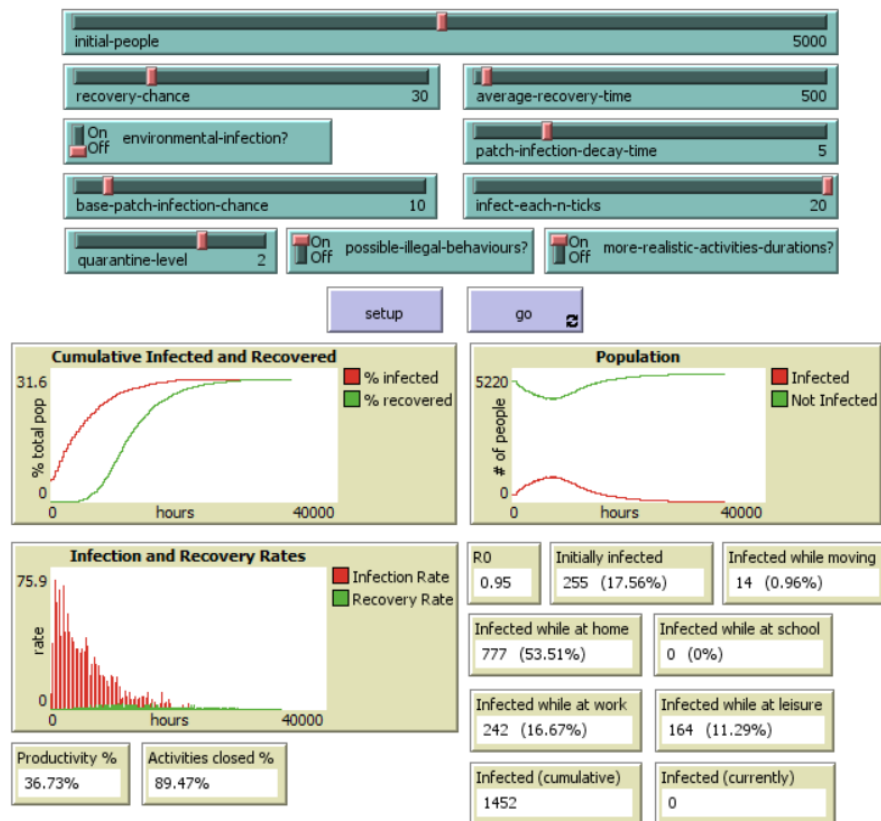 initial-people 5000
recovery-chance 30
average-recovery-time 500
On
Off
environmental-infection?
patch-infection-decay-time 5
base-patch-infection-chance 10
infect-each-n-ticks 20
quarantine-level 2
On
Off
possible-illegal-behaviours?
On
Off
more-realistic-activities-durations?
setup
go
Cumulative Infected and Recovered
31.6
% total pop
0
0 hours 40000
% infected
% recovered
Population
5220
# of people
0
0 hours 40000
Infected
Not Infected
Infection and Recovery Rates
75.9
rate
0
0 hours 40000
Infection Rate
Recovery Rate
R0
0.95
Initially infected
255 (17.56%)
Infected while moving
14 (0.96%)
Infected while at home
777 (53.51%)
Infected while at school
0 (0%)
Infected while at work
242 (16.67%)
Infected while at leisure
164 (11.29%)
Productivity %
36.73%
Activities closed %
89.47%
Infected (cumulative)
1452
Infected (currently)
0